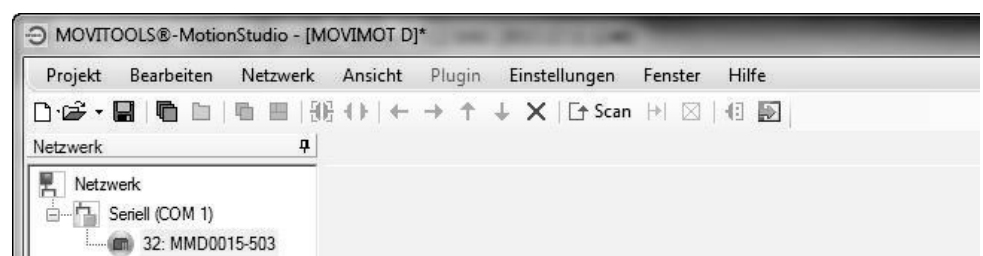 MOVITOOLS®-MotionStudio - [MOVIMOT D]*
Projekt Bearbeiten Netzwerk Ansicht Plugin Einstellungen Fenster Hilfe
Scan
Netzwerk
Netzwerk
Seriell (COM 1)
32: MMD0015-503